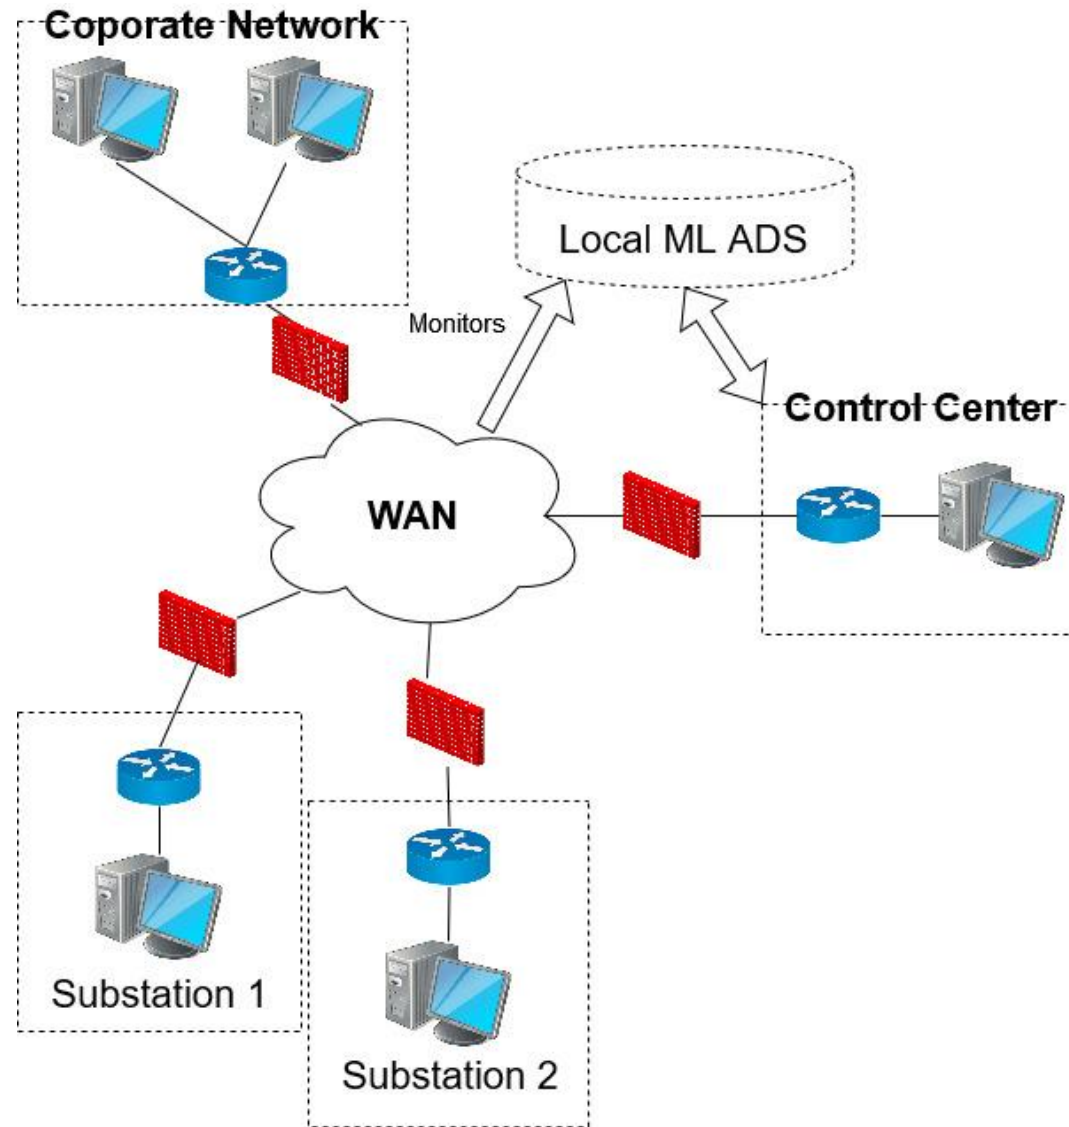 Coporate Network
Local ML ADS
Monitors
Control Center
WAN
Substation 1
Substation 2